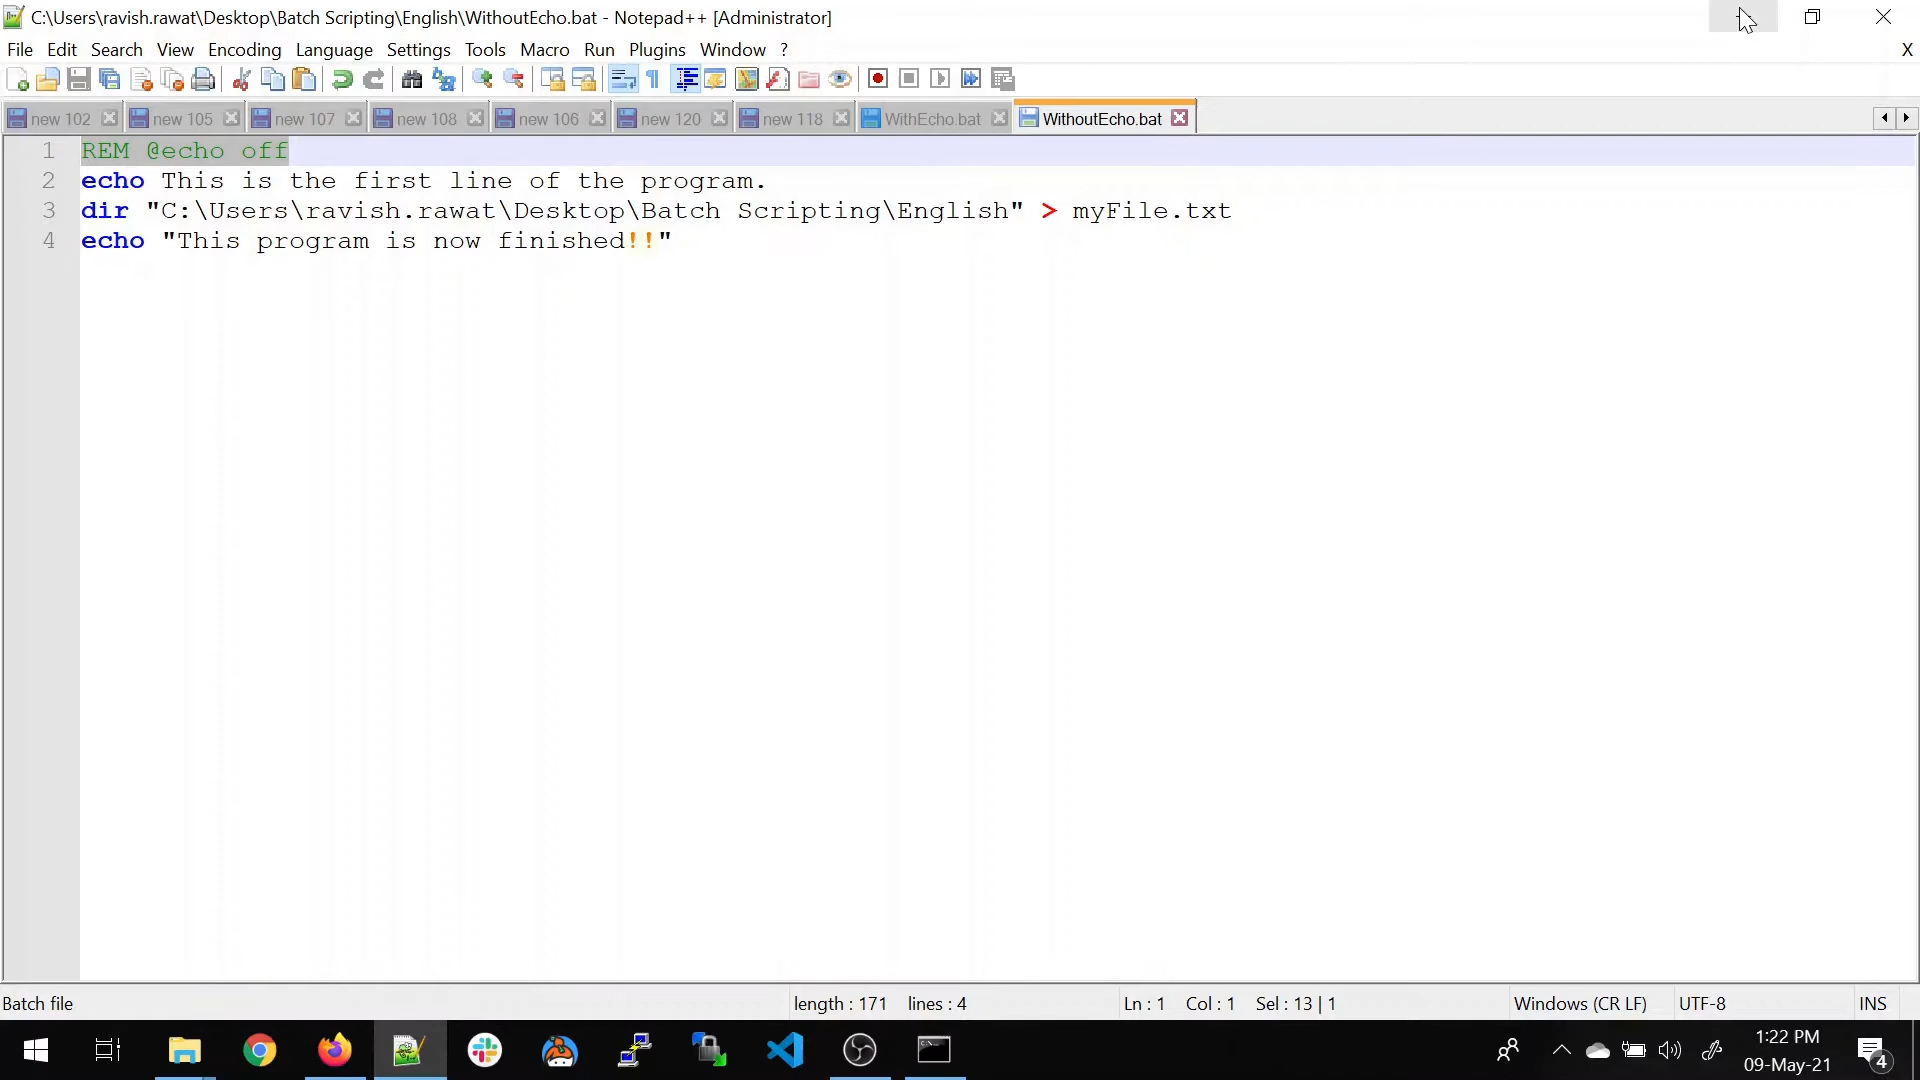 C:\Users\ravish.rawat\Desktop\Batch Scripting\English\WithoutEcho.bat - Notepad++ [Administrator]
File Edit Search View Encoding Language Settings Tools Macro Run Plugins Window ?
X
new 102 new 105 new 107 new 108 new 106 new 120 new 118 WithEcho.bat WithoutEcho.bat
1 REM @echo off
2 echo This is the first line of the program.
3 dir "C:\Users\ravish.rawat\Desktop\Batch Scripting\English" > myFile.txt
4 echo "This program is now finished!!"
Batch file length : 171 lines : 4 Ln : 1 Col : 1 Sel : 13 | 1 Windows (CR LF) UTF-8 INS
1:22 PM
09-May-21
4